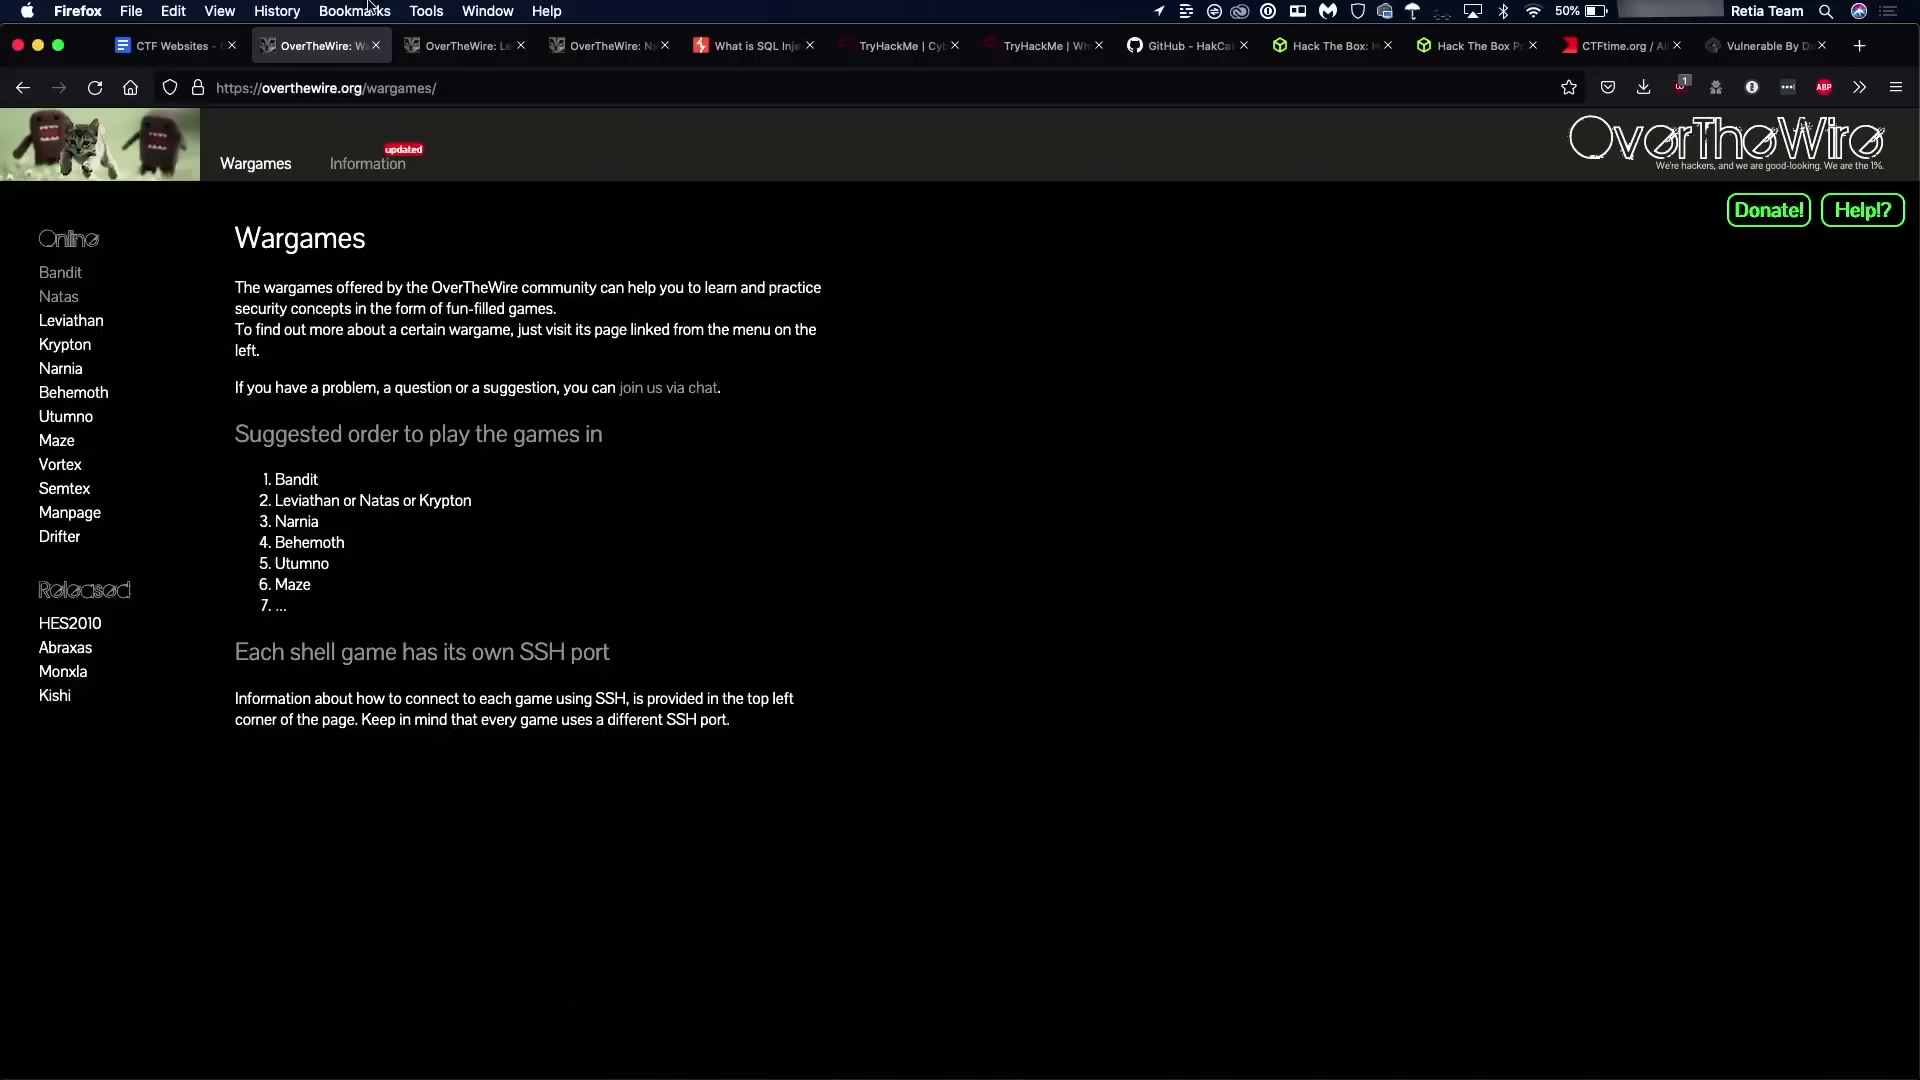 Firefox File Edit View History Bookmarks Tools Window Help 50% Retia Team
CTF Websites - OverTheWire: W OverTheWire: Le OverTheWire: N What is SQL Inje TryHackMe | Cyb TryHackMe | Wh GitHub - HakCa Hack The Box: H Hack The Box P CTFtime.org / Al Vulnerable By D
https://overthewire.org/wargames/ 1 ABP
updated
Wargames Information
OverTheWire
We're hackers, and we are good-looking. We are the 1%.
Donate! Help!?
Online
Bandit
Natas
Leviathan
Krypton
Narnia
Behemoth
Utumno
Maze
Vortex
Semtex
Manpage
Drifter
Released
HES2010
Abraxas
Monxla
Kishi
Wargames
The wargames offered by the OverTheWire community can help you to learn and practice
security concepts in the form of fun-filled games.
To find out more about a certain wargame, just visit its page linked from the menu on the
left.
If you have a problem, a question or a suggestion, you can join us via chat.
Suggested order to play the games in
1. Bandit
2. Leviathan or Natas or Krypton
3. Narnia
4. Behemoth
5. Utumno
6. Maze
7. ...
Each shell game has its own SSH port
Information about how to connect to each game using SSH, is provided in the top left
corner of the page. Keep in mind that every game uses a different SSH port.